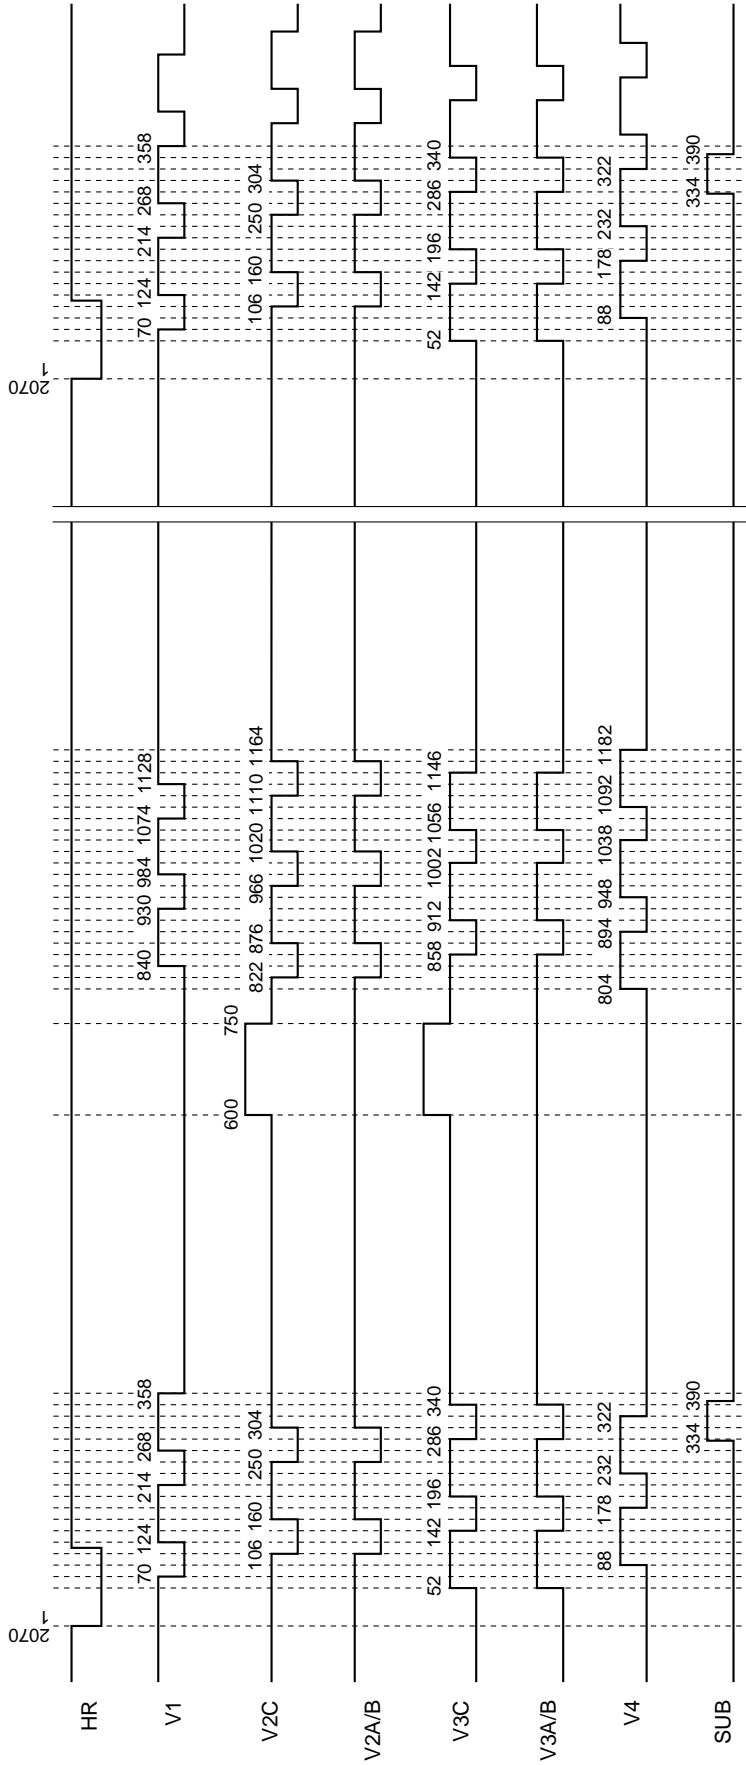 2070 1 2070 1
HR
70 124 214 268 358 840 930 984 1074 1128 70 124 214 268 358
V1
600 750
106 160 250 304 822 876 966 1020 1110 1164 106 160 250 304
V2C
V2A/B
52 142 196 286 340 858 912 1002 1056 1146 52 142 196 286 340
V3C
V3A/B
88 178 232 322 804 894 948 1038 1092 1182 88 178 232 322
V4
334 390 334 390
SUB